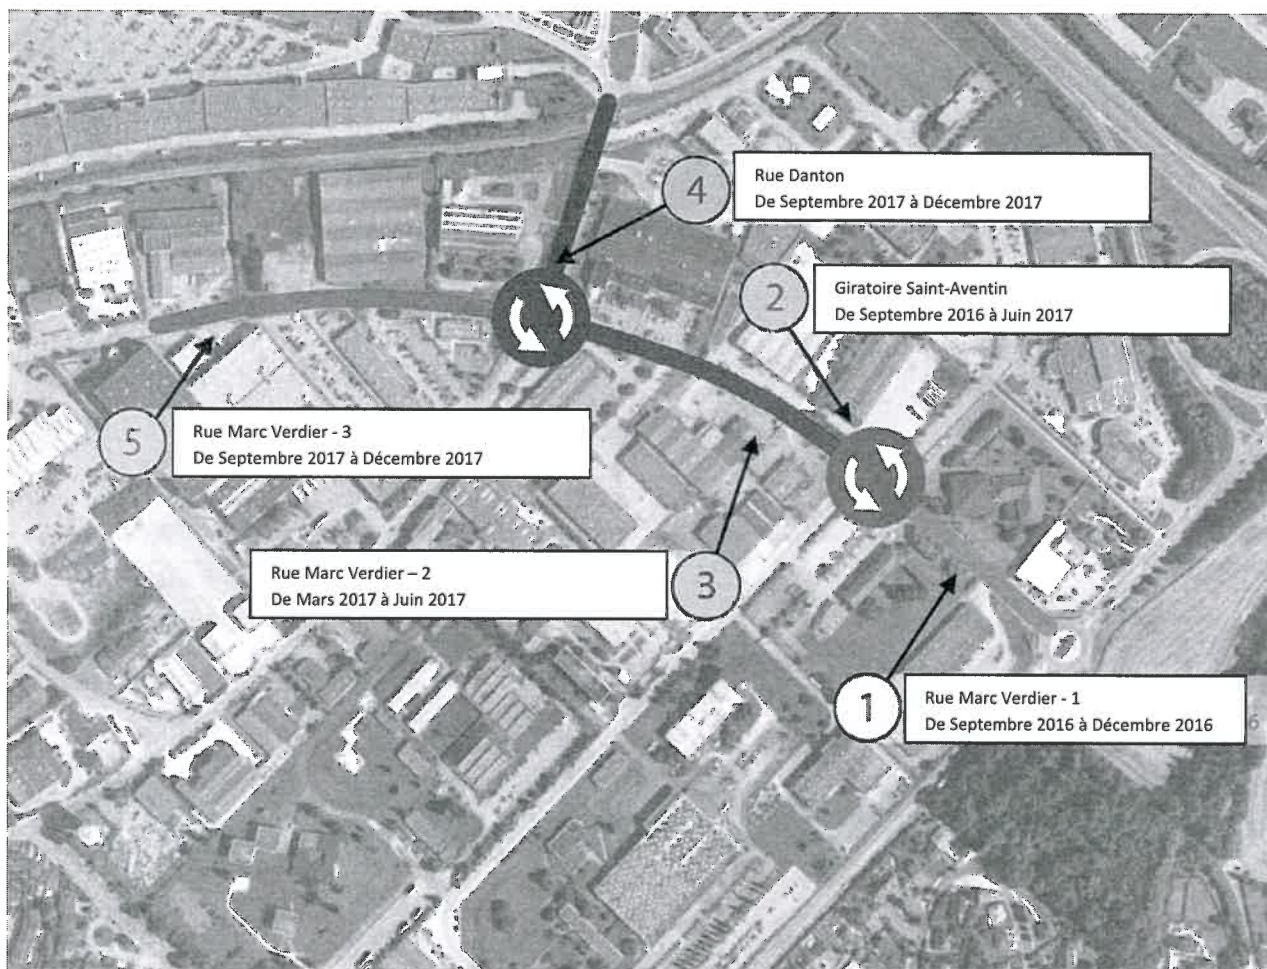 4
Rue Danton
De Septembre 2017 à Décembre 2017
2
Giratoire Saint-Aventin
De Septembre 2016 à Juin 2017
5
Rue Marc Verdier - 3
De Septembre 2017 à Décembre 2017
Rue Marc Verdier – 2
De Mars 2017 à Juin 2017
3
1
Rue Marc Verdier - 1
De Septembre 2016 à Décembre 2016
6